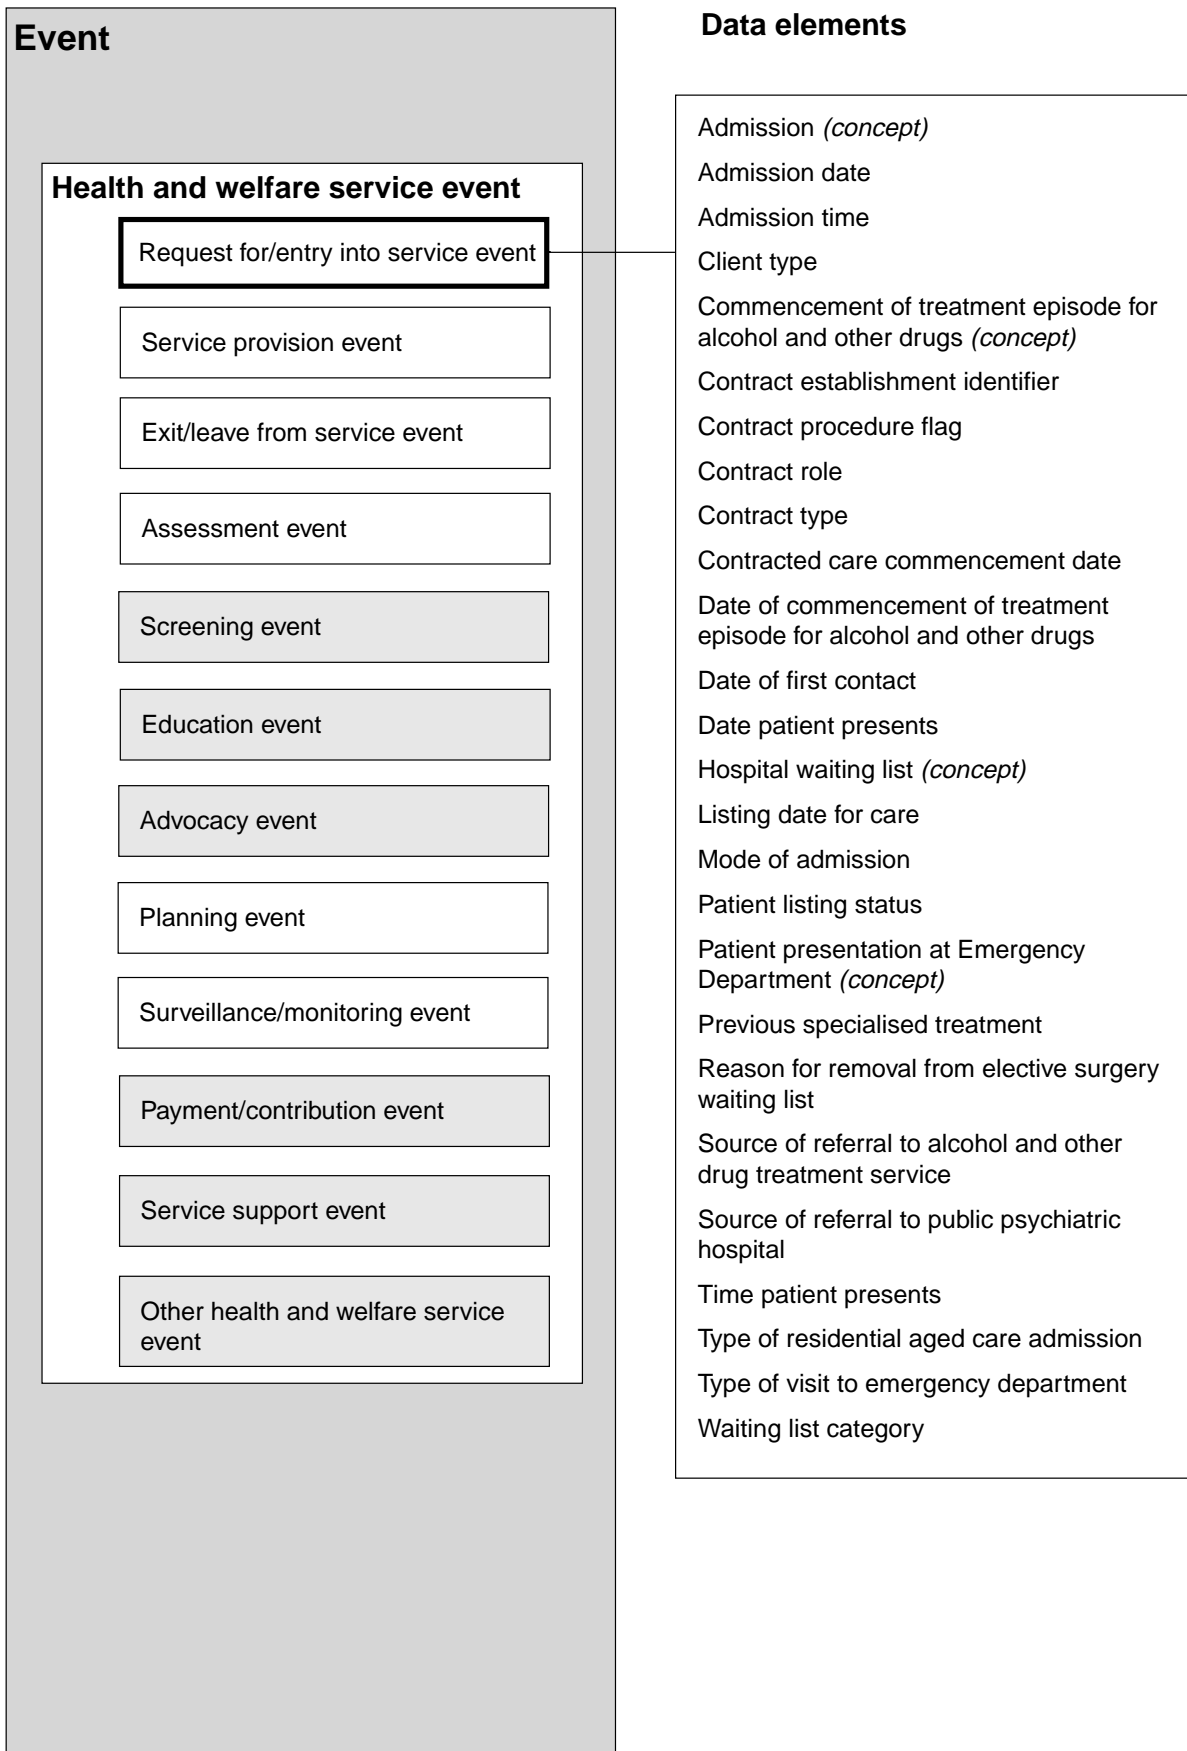 Event
Health and welfare service event
Request for/entry into service event
Service provision event
Exit/leave from service event
Assessment event
Screening event
Education event
Advocacy event
Planning event
Surveillance/monitoring event
Payment/contribution event
Service support event
Other health and welfare service
event
Data elements
Admission (concept)
Admission date
Admission time
Client type
Commencement of treatment episode for
alcohol and other drugs (concept)
Contract establishment identifier
Contract procedure flag
Contract role
Contract type
Contracted care commencement date
Date of commencement of treatment
episode for alcohol and other drugs
Date of first contact
Date patient presents
Hospital waiting list (concept)
Listing date for care
Mode of admission
Patient listing status
Patient presentation at Emergency
Department (concept)
Previous specialised treatment
Reason for removal from elective surgery
waiting list
Source of referral to alcohol and other
drug treatment service
Source of referral to public psychiatric
hospital
Time patient presents
Type of residential aged care admission
Type of visit to emergency department
Waiting list category